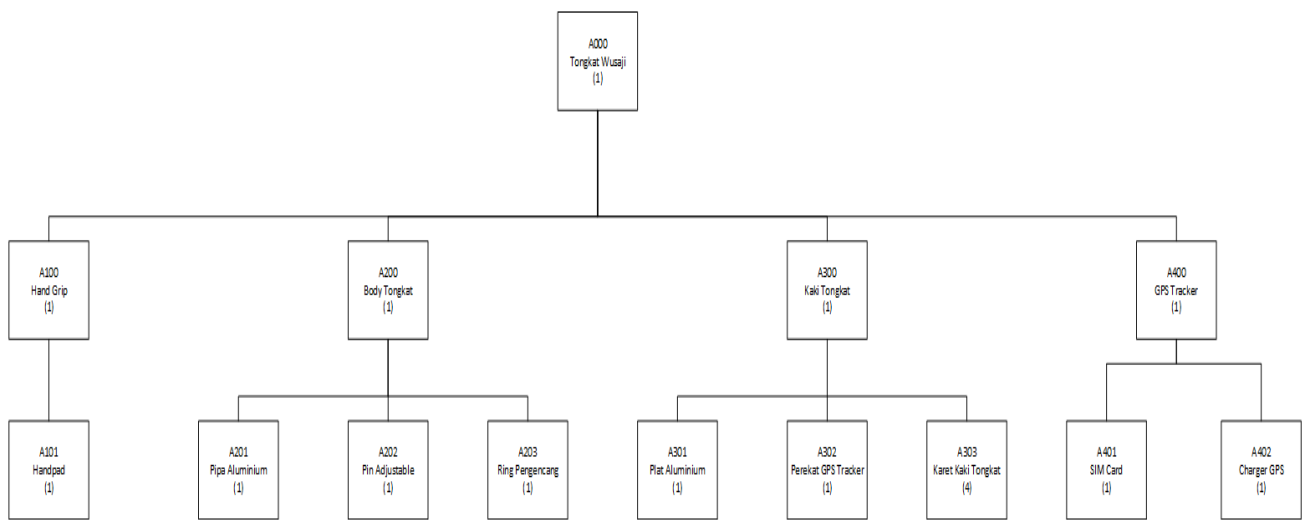 A000
Tongkat Wusaji
(1)
A100
Hand Grip
(1)
A200
Body Tongkat
(1)
A300
Kaki Tongkat
(1)
A400
GPS Tracker
(1)
A101
Handpad
(1)
A201
Pipa Aluminium
(1)
A202
Pin Adjustable
(1)
A203
Ring Pengencang
(1)
A301
Plat Aluminium
(1)
A302
Perekat GPS Tracker
(1)
A303
Karet Kaki Tongkat
(4)
A401
SIM Card
(1)
A402
Charger GPS
(1)